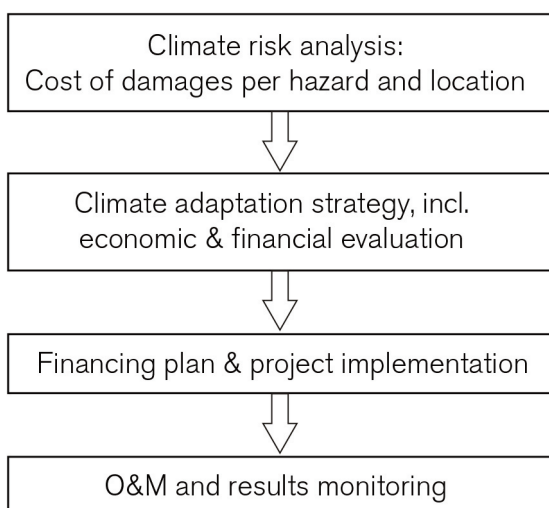 Climate risk analysis:
Cost of damages per hazard and location
Climate adaptation strategy, incl.
economic & financial evaluation
Financing plan & project implementation
O&M and results monitoring